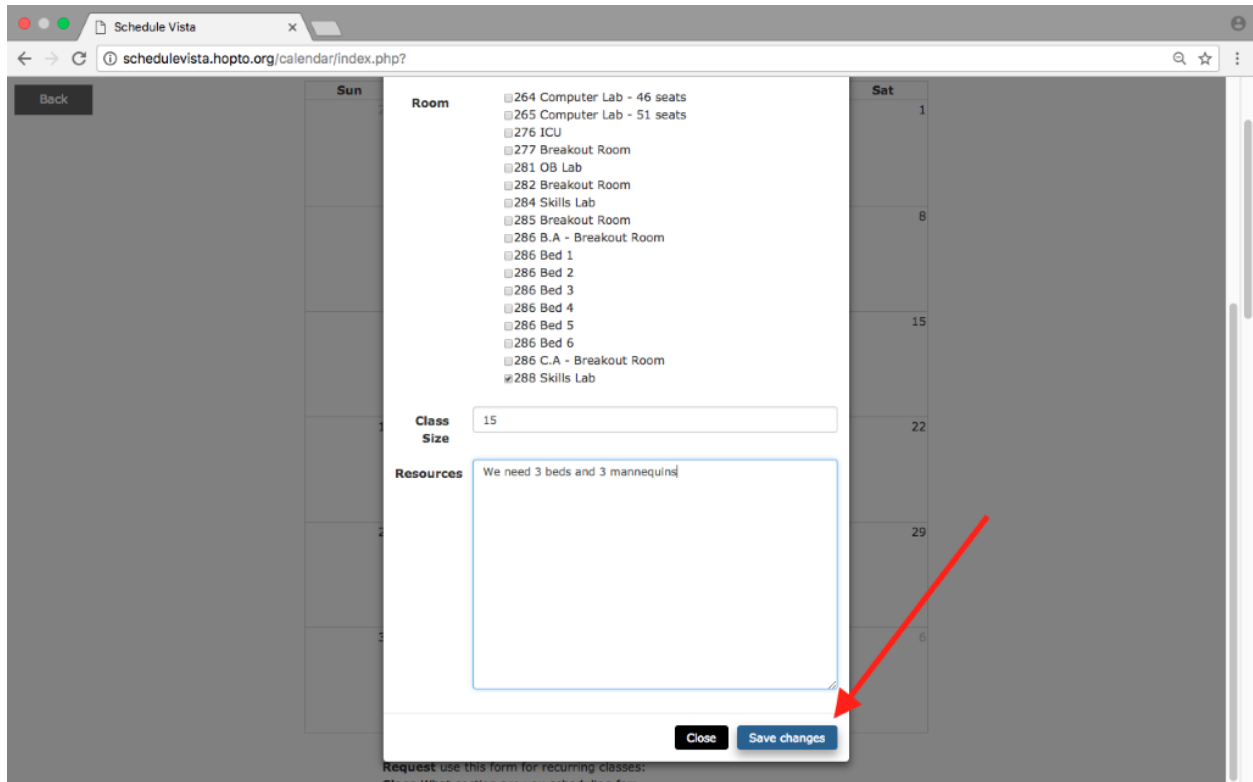 Schedule Vista
schedulevista.hopto.org/calendar/index.php?
Back
Sun
Sat
Room
264 Computer Lab - 46 seats
265 Computer Lab - 51 seats
276 ICU
277 Breakout Room
281 OB Lab
282 Breakout Room
284 Skills Lab
285 Breakout Room
286 B.A - Breakout Room
286 Bed 1
286 Bed 2
286 Bed 3
286 Bed 4
286 Bed 5
286 Bed 6
286 C.A - Breakout Room
288 Skills Lab
1
8
15
22
29
6
Class
Size
15
Resources
We need 3 beds and 3 mannequins
Close
Save changes
Request use this form for recurring classes: